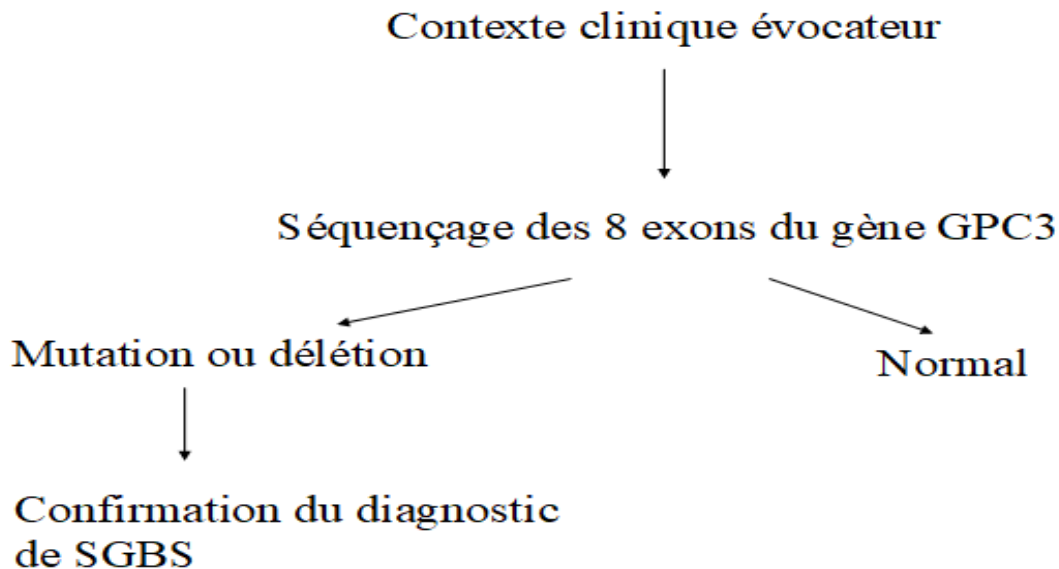 Contexte clinique évocateur
Séquençage des 8 exons du gène GPC3
Mutation ou délétion
Normal
Confirmation du diagnostic
de SGBS